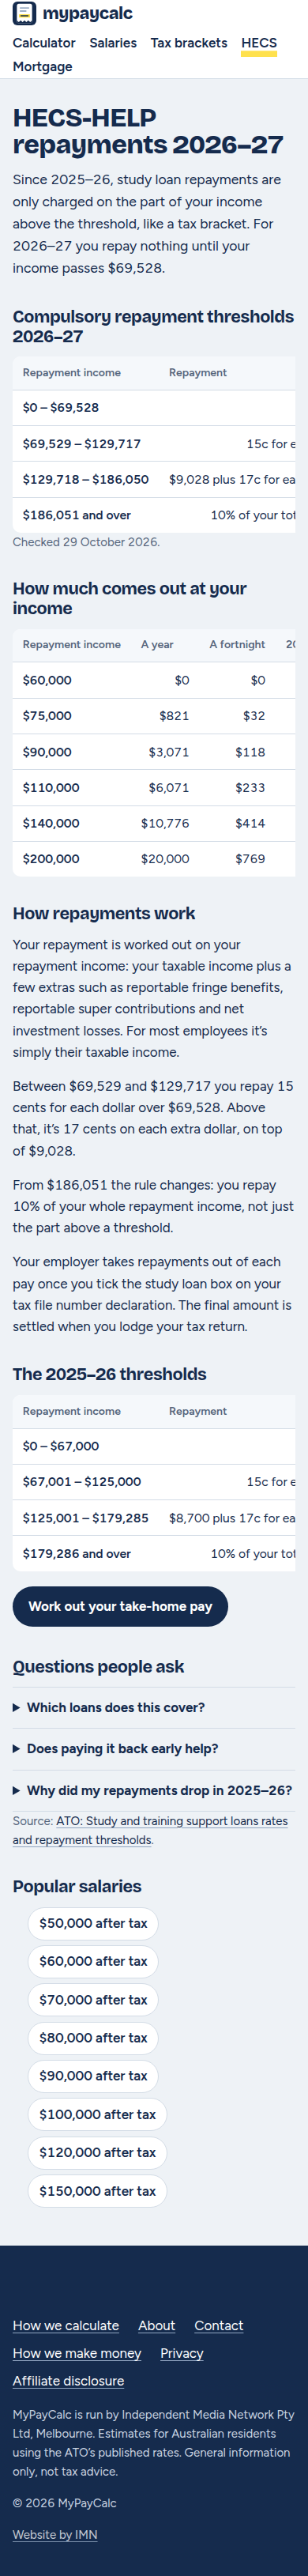 mypaycalc
Calculator Salaries Tax brackets HECS
Mortgage
HECS-HELP
repayments 2026–27
Since 2025–26, study loan repayments are
only charged on the part of your income
above the threshold, like a tax bracket. For
2026–27 you repay nothing until your
income passes $69,528.
Compulsory repayment thresholds
2026–27
Repayment income Repayment
$0 – $69,528
$69,529 – $129,717 15c for e
$129,718 – $186,050 $9,028 plus 17c for ea
$186,051 and over 10% of your tot
Checked 29 October 2026.
How much comes out at your
income
Repayment income A year A fortnight 20
$60,000 $0 $0
$75,000 $821 $32
$90,000 $3,071 $118
$110,000 $6,071 $233
$140,000 $10,776 $414
$200,000 $20,000 $769
How repayments work
Your repayment is worked out on your
repayment income: your taxable income plus a
few extras such as reportable fringe benefits,
reportable super contributions and net
investment losses. For most employees it’s
simply their taxable income.
Between $69,529 and $129,717 you repay 15
cents for each dollar over $69,528. Above
that, it’s 17 cents on each extra dollar, on top
of $9,028.
From $186,051 the rule changes: you repay
10% of your whole repayment income, not just
the part above a threshold.
Your employer takes repayments out of each
pay once you tick the study loan box on your
tax file number declaration. The final amount is
settled when you lodge your tax return.
The 2025–26 thresholds
Repayment income Repayment
$0 – $67,000
$67,001 – $125,000 15c for e
$125,001 – $179,285 $8,700 plus 17c for ea
$179,286 and over 10% of your tot
Work out your take-home pay
Questions people ask
Which loans does this cover?
Does paying it back early help?
Why did my repayments drop in 2025–26?
Source: ATO: Study and training support loans rates
and repayment thresholds.
Popular salaries
$50,000 after tax
$60,000 after tax
$70,000 after tax
$80,000 after tax
$90,000 after tax
$100,000 after tax
$120,000 after tax
$150,000 after tax
How we calculate About Contact
How we make money Privacy
Affiliate disclosure
MyPayCalc is run by Independent Media Network Pty
Ltd, Melbourne. Estimates for Australian residents
using the ATO’s published rates. General information
only, not tax advice.
© 2026 MyPayCalc
Website by IMN